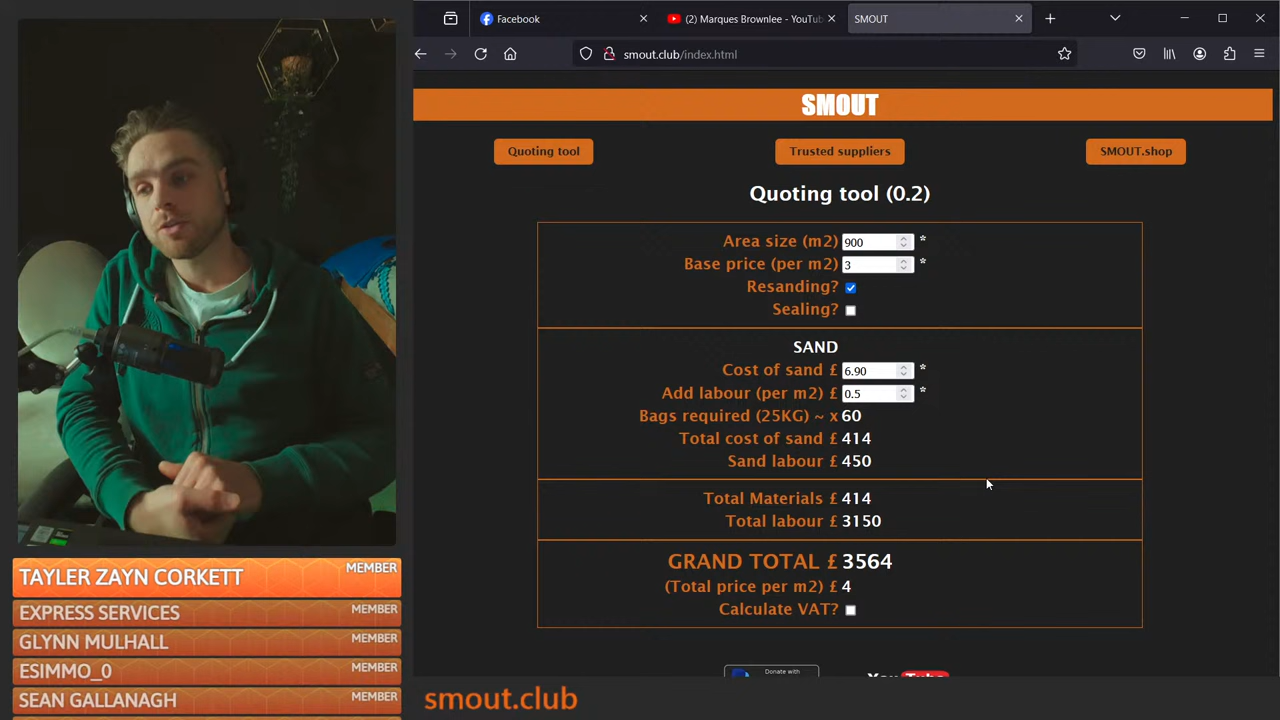 Facebook
(2) Marques Brownlee - YouTub
SMOUT
smout.club/index.html
SMOUT
Quoting tool
Trusted suppliers
SMOUT.shop
Quoting tool (0.2)
Area size (m2) 900 *
Base price (per m2) 3 *
Resanding?
Sealing?
SAND
Cost of sand £ 6.90 *
Add labour (per m2) £ 0.5 *
Bags required (25KG) ~ x 60
Total cost of sand £ 414
Sand labour £ 450
Total Materials £ 414
Total labour £ 3150
GRAND TOTAL £ 3564
(Total price per m2) £ 4
Calculate VAT?
Donate with
YouTube
TAYLER ZAYN CORKETT MEMBER
EXPRESS SERVICES MEMBER
GLYNN MULHALL MEMBER
ESIMMO_0 MEMBER
SEAN GALLANAGH MEMBER
smout.club